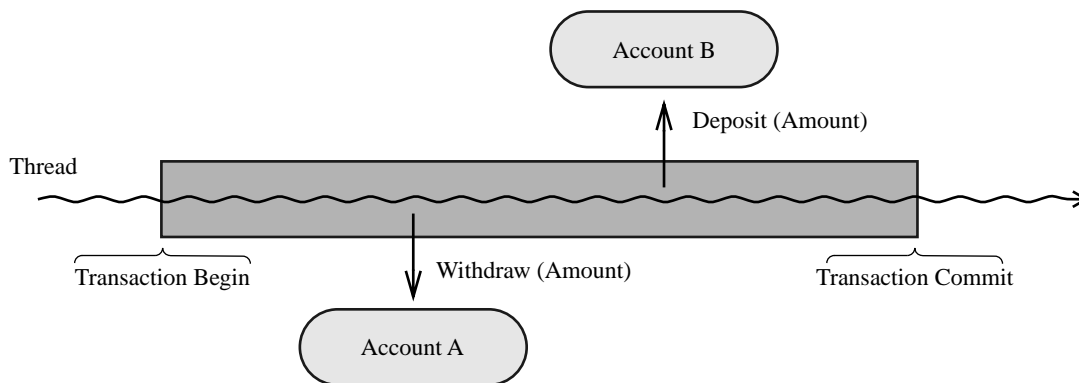 Account B
Deposit (Amount)
Thread
Transaction Begin
Withdraw (Amount)
Transaction Commit
Account A